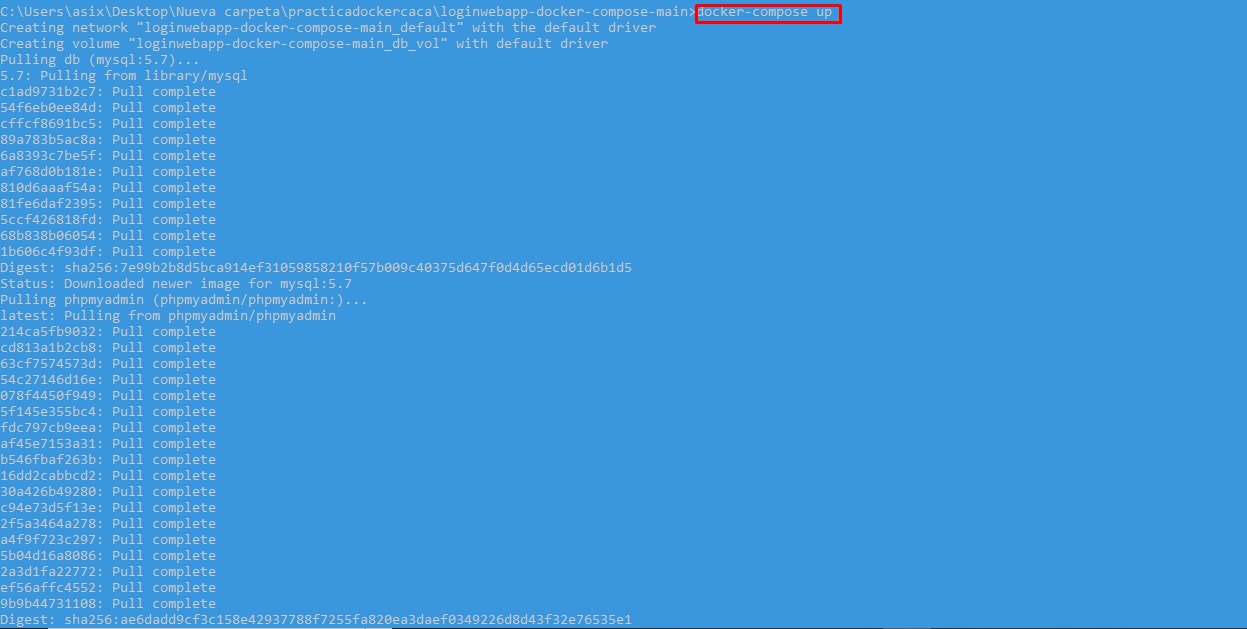 C:\Users\asix\Desktop\Nueva carpeta\practicadockercaca\loginwebapp-docker-compose-main>docker-compose up
Creating network "loginwebapp-docker-compose-main_default" with the default driver
Creating volume "loginwebapp-docker-compose-main_db_vol" with default driver
Pulling db (mysql:5.7)...
5.7: Pulling from library/mysql
c1ad9731b2c7: Pull complete
54f6eb0ee84d: Pull complete
cffcf8691bc5: Pull complete
89a783b5ac8a: Pull complete
6a8393c7be5f: Pull complete
af768d0b181e: Pull complete
810d6aaaf54a: Pull complete
81fe6daf2395: Pull complete
5ccf426818fd: Pull complete
68b838b06054: Pull complete
1b606c4f93df: Pull complete
Digest: sha256:7e99b2b8d5bca914ef31059858210f57b009c40375d647f0d4d65ecd01d6b1d5
Status: Downloaded newer image for mysql:5.7
Pulling phpmyadmin (phpmyadmin/phpmyadmin:)...
latest: Pulling from phpmyadmin/phpmyadmin
214ca5fb9032: Pull complete
cd813a1b2cb8: Pull complete
63cf7574573d: Pull complete
54c27146d16e: Pull complete
078f4450f949: Pull complete
5f145e355bc4: Pull complete
fdc797cb9eea: Pull complete
af45e7153a31: Pull complete
b546fbaf263b: Pull complete
16dd2cabbcd2: Pull complete
30a426b49280: Pull complete
c94e73d5f13e: Pull complete
2f5a3464a278: Pull complete
a4f9f723c297: Pull complete
5b04d16a8086: Pull complete
2a3d1fa22772: Pull complete
ef56affc4552: Pull complete
9b9b44731108: Pull complete
Digest: sha256:ae6dadd9cf3c158e42937788f7255fa820ea3daef0349226d8d43f32e76535e1